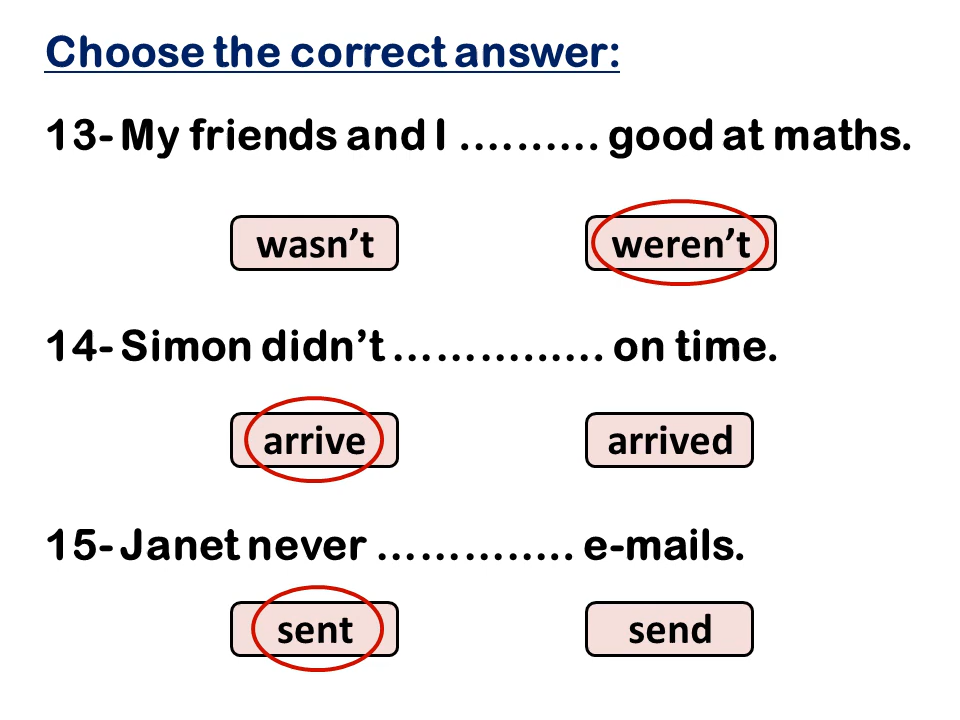 Choose the correct answer:
13- My friends and I .......... good at maths.
wasn’t weren’t
14- Simon didn’t ............... on time.
arrive arrived
15- Janet never .............. e-mails.
sent send